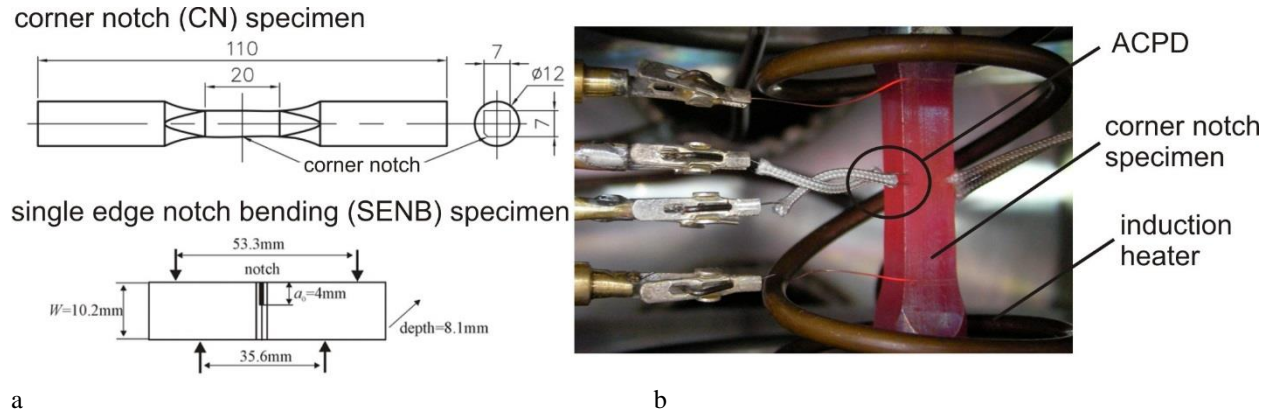 corner notch (CN) specimen
110
20
7
ø12
7
corner notch
single edge notch bending (SENB) specimen
53.3mm
notch
a₀=4mm
W=10.2mm
depth=8.1mm
35.6mm
a
ACPD
corner notch
specimen
induction
heater
b